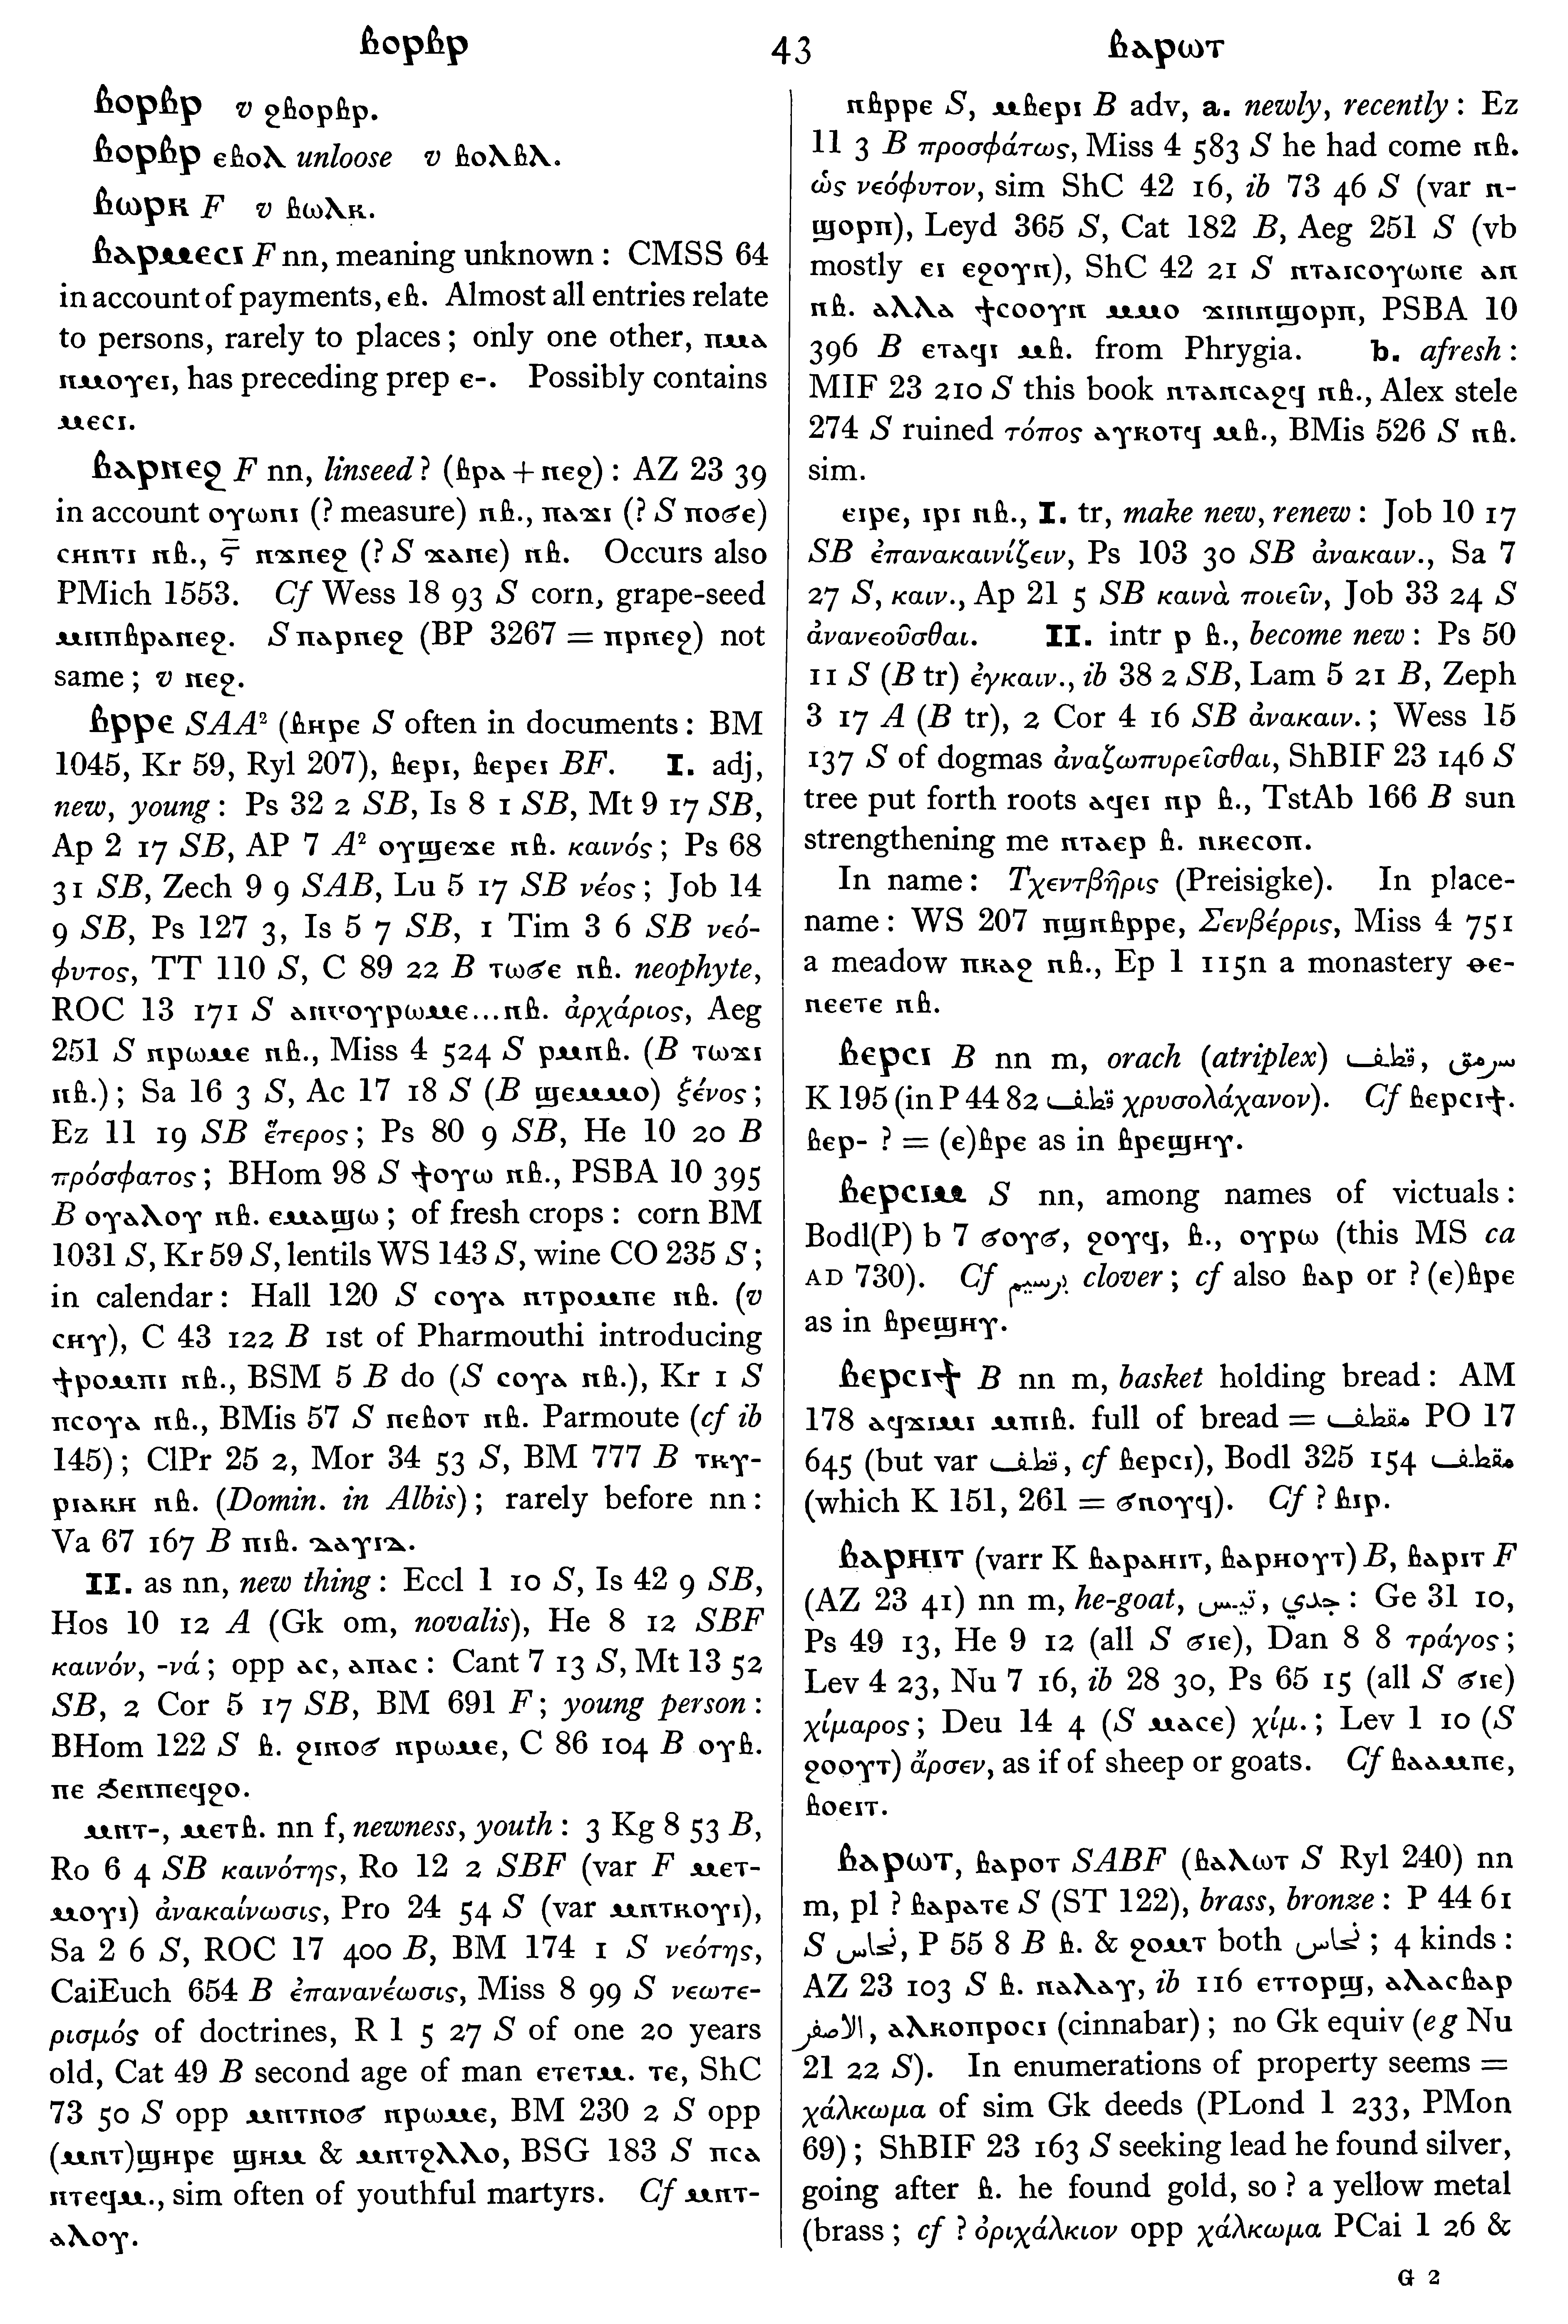 ⲃⲟⲣⲃⲣ 43 ⲃⲁⲣⲱⲧ
ⲃⲟⲣⲃⲣ v ϩⲃⲟⲣⲃⲣ.
ⲃⲟⲣⲃⲣ ⲉⲃⲟⲗ unloose v ⲃⲟⲗⲃⲗ.
ⲃⲱⲣⲕ F v ⲃⲱⲗⲕ.
ⲃⲁⲣⲙⲉⲥⲓ F nn, meaning unknown : CMSS 64
in account of payments, ⲉⲃ. Almost all entries relate
to persons, rarely to places ; only one other, ⲡⲙⲁ
ⲛⲙⲟⲩⲉⲓ, has preceding prep ⲉ-. Possibly contains
ⲙⲉⲥⲓ.
ⲃⲁⲣⲛⲉϩ F nn, linseed ? (ⲃⲣⲁ + ⲛⲉϩ) : AZ 23 39
in account ⲟⲩⲱⲛⲓ (? measure) ⲛⲃ., ⲡⲁϫⲓ (? S ⲡⲟϭⲉ)
ⲥⲛⲛⲧⲓ ⲛⲃ., ⲋ̅ ⲛϫⲛⲉϩ (? S ϫⲁⲛⲉ) ⲛⲃ. Occurs also
PMich 1553. Cf Wess 18 93 S corn, grape-seed
ⲙⲛⲛⲃⲣⲁⲛⲉϩ. S ⲡⲁⲣⲛⲉϩ (BP 3267 = ⲡⲣⲛⲉϩ) not
same ; v ⲛⲉϩ.
ⲃⲣⲣⲉ SAA² (ⲃⲏⲣⲉ S often in documents : BM
1045, Kr 59, Ryl 207), ⲃⲉⲣⲓ, ⲃⲉⲣⲉⲓ BF. I. adj,
new, young : Ps 32 2 SB, Is 8 1 SB, Mt 9 17 SB,
Ap 2 17 SB, AP 7 A² ⲟⲩϣⲉϫⲉ ⲛⲃ. καινός ; Ps 68
31 SB, Zech 9 9 SAB, Lu 5 17 SB νέος ; Job 14
9 SB, Ps 127 3, Is 5 7 SB, 1 Tim 3 6 SB νεό-
φυτος, TT 110 S, C 89 22 B ⲧⲱϭⲉ ⲛⲃ. neophyte,
ROC 13 171 S ⲁⲛⲅⲟⲩⲣⲱⲙⲉ...ⲛⲃ. ἀρχάριος, Aeg
251 S ⲛⲣⲱⲙⲉ ⲛⲃ., Miss 4 524 S ⲣⲙⲛⲃ. (B ⲧⲱϫⲓ
ⲛⲃ.) ; Sa 16 3 S, Ac 17 18 S (B ϣⲉⲙⲙⲟ) ξένος ;
Ez 11 19 SB ἕτερος ; Ps 80 9 SB, He 10 20 B
πρόσφατος ; BHom 98 S ϯⲟⲩⲱ ⲛⲃ., PSBA 10 395
B ⲟⲩⲁⲗⲟⲩ ⲛⲃ. ⲉⲙⲁϣⲱ ; of fresh crops : corn BM
1031 S, Kr 59 S, lentils WS 143 S, wine CO 235 S ;
in calendar : Hall 120 S ⲥⲟⲩⲁ ⲛⲧⲣⲟⲙⲡⲉ ⲛⲃ. (v
ⲥⲏⲩ), C 43 122 B 1st of Pharmouthi introducing
ϯⲣⲟⲙⲡⲓ ⲛⲃ., BSM 5 B do (S ⲥⲟⲩⲁ ⲛⲃ.), Kr 1 S
ⲡⲥⲟⲩⲁ ⲛⲃ., BMis 57 S ⲡⲉⲃⲟⲧ ⲛⲃ. Parmoute (cf ib
145) ; ClPr 25 2, Mor 34 53 S, BM 777 B ⲧⲕⲩ-
ⲣⲓⲁⲕⲏ ⲛⲃ. (Domin. in Albis) ; rarely before nn :
Va 67 167 B ⲡⲓⲃ. ⲇⲁⲩⲓⲇ.
II. as nn, new thing : Eccl 1 10 S, Is 42 9 SB,
Hos 10 12 A (Gk om, novalis), He 8 12 SBF
καινόν, -νά ; opp ⲁⲥ, ⲁⲡⲁⲥ : Cant 7 13 S, Mt 13 52
SB, 2 Cor 5 17 SB, BM 691 F ; young person :
BHom 122 S ⲃ. ϩⲓⲛⲟϭ ⲛⲣⲱⲙⲉ, C 86 104 B ⲟⲩⲃ.
ⲡⲉ ϧⲉⲛⲡⲉϥϩⲟ.
ⲙⲛⲧ-, ⲙⲉⲧⲃ. nn f, newness, youth : 3 Kg 8 53 B,
Ro 6 4 SB καινότης, Ro 12 2 SBF (var F ⲙⲉⲧ-
ⲙⲟⲩⲓ) ἀνακαίνωσις, Pro 24 54 S (var ⲙⲛⲧⲕⲟⲩⲓ),
Sa 2 6 S, ROC 17 400 B, BM 174 1 S νεότης,
CaiEuch 654 B ἐπανανέωσις, Miss 8 99 S νεωτε-
ρισμός of doctrines, R 1 5 27 S of one 20 years
old, Cat 49 B second age of man ⲉⲧⲉⲧⲙ. ⲧⲉ, ShC
73 50 S opp ⲙⲛⲧⲛⲟϭ ⲛⲣⲱⲙⲉ, BM 230 2 S opp
(ⲙⲛⲧ)ϣⲏⲣⲉ ϣⲏⲙ & ⲙⲛⲧϩⲗⲗⲟ, BSG 183 S ⲡⲥⲁ
ⲛⲧⲉϥⲙ., sim often of youthful martyrs. Cf ⲙⲛⲧ-
ⲁⲗⲟⲩ.
ⲛⲃⲣⲣⲉ S, ⲙⲃⲉⲣⲓ B adv, a. newly, recently : Ez
11 3 B προσφάτως, Miss 4 583 S he had come ⲛⲃ.
ὡς νεόφυτον, sim ShC 42 16, ib 73 46 S (var ⲛ-
ϣⲟⲣⲡ), Leyd 365 S, Cat 182 B, Aeg 251 S (vb
mostly ⲉⲓ ⲉϩⲟⲩⲛ), ShC 42 21 S ⲛⲧⲁⲓⲥⲟⲩⲱⲛⲉ ⲁⲛ
ⲛⲃ. ⲁⲗⲗⲁ ϯⲥⲟⲟⲩⲛ ⲙⲙⲟ ϫⲓⲛⲛϣⲟⲣⲡ, PSBA 10
396 B ⲉⲧⲁϥⲓ ⲙⲃ. from Phrygia. b. afresh :
MIF 23 210 S this book ⲛⲧⲁⲛⲥⲁϩϥ ⲛⲃ., Alex stele
274 S ruined τόπος ⲁⲩⲕⲟⲧϥ ⲙⲃ., BMis 526 S ⲛⲃ.
sim.
ⲉⲓⲣⲉ, ⲓⲣⲓ ⲛⲃ., I. tr, make new, renew : Job 10 17
SB ἐπανακαινίζειν, Ps 103 30 SB ἀνακαιν., Sa 7
27 S, καιν., Ap 21 5 SB καινὰ ποιεῖν, Job 33 24 S
ἀνανεοῦσθαι. II. intr ⲣ ⲃ., become new : Ps 50
11 S (B tr) ἐγκαιν., ib 38 2 SB, Lam 5 21 B, Zeph
3 17 A (B tr), 2 Cor 4 16 SB ἀνακαιν. ; Wess 15
137 S of dogmas ἀναζωπυρεῖσθαι, ShBIF 23 146 S
tree put forth roots ⲁϥⲉⲓ ⲛⲣ ⲃ., TstAb 166 B sun
strengthening me ⲛⲧⲁⲉⲣ ⲃ. ⲛⲕⲉⲥⲟⲡ.
In name : Τχεντβῆρις (Preisigke). In place-
name : WS 207 ⲡϣⲛⲃⲣⲣⲉ, Σενβέρρις, Miss 4 751
a meadow ⲡⲕⲁϩ ⲛⲃ., Ep 1 115n a monastery ⲑⲉ-
ⲛⲉⲉⲧⲉ ⲛⲃ.
ⲃⲉⲣⲥⲓ B nn m, orach (atriplex) قطف, سرمق
K 195 (in P 44 82 قطف χρυσολάχανον). Cf ⲃⲉⲣⲥⲓϯ.
ⲃⲉⲣ- ? = (ⲉ)ⲃⲣⲉ as in ⲃⲣⲉϣⲏⲩ.
ⲃⲉⲣⲥⲓⲙ S nn, among names of victuals :
Bodl(P) b 7 ϭⲟⲩϭ, ϩⲟⲩϥ, ⲃ., ⲟⲩⲣⲱ (this MS ca
AD 730). Cf برسيم clover ; cf also ⲃⲁⲣ or ? (ⲉ)ⲃⲣⲉ
as in ⲃⲣⲉϣⲏⲩ.
ⲃⲉⲣⲥⲓϯ B nn m, basket holding bread : AM
178 ⲁϥϫⲓⲙⲓ ⲙⲡⲓⲃ. full of bread = مقطف PO 17
645 (but var قطف, cf ⲃⲉⲣⲥⲓ), Bodl 325 154 مقطف
(which K 151, 261 = ϭⲛⲟⲩϥ). Cf ? ⲃⲓⲣ.
ⲃⲁⲣⲏⲓⲧ (varr K ⲃⲁⲣⲁⲏⲓⲧ, ⲃⲁⲣⲏⲟⲩⲧ) B, ⲃⲁⲣⲓⲧ F
(AZ 23 41) nn m, he-goat, تيس, جدي : Ge 31 10,
Ps 49 13, He 9 12 (all S ϭⲓⲉ), Dan 8 8 τράγος ;
Lev 4 23, Nu 7 16, ib 28 30, Ps 65 15 (all S ϭⲓⲉ)
χίμαρος ; Deu 14 4 (S ⲙⲁⲥⲉ) χίμ. ; Lev 1 10 (S
ϩⲟⲟⲩⲧ) ἄρσεν, as if of sheep or goats. Cf ⲃⲁⲁⲙⲡⲉ,
ⲃⲟⲉⲓⲧ.
ⲃⲁⲣⲱⲧ, ⲃⲁⲣⲟⲧ SABF (ⲃⲁⲗⲱⲧ S Ryl 240) nn
m, pl ? ⲃⲁⲣⲁⲧⲉ S (ST 122), brass, bronze : P 44 61
S نحاس, P 55 8 B ⲃ. & ϩⲟⲙⲧ both نحاس ; 4 kinds :
AZ 23 103 S ⲃ. ⲛⲁⲗⲁⲩ, ib 116 ⲉⲧⲧⲟⲣϣ, ⲁⲗⲁⲥⲃⲁⲣ
الاصفر, ⲁⲗⲕⲟⲡⲣⲟⲥⲓ (cinnabar) ; no Gk equiv (eg Nu
21 22 S). In enumerations of property seems =
χάλκωμα of sim Gk deeds (PLond 1 233, PMon
69) ; ShBIF 23 163 S seeking lead he found silver,
going after ⲃ. he found gold, so ? a yellow metal
(brass ; cf ? ὀριχάλκιον opp χάλκωμα PCai 1 26 &
G 2